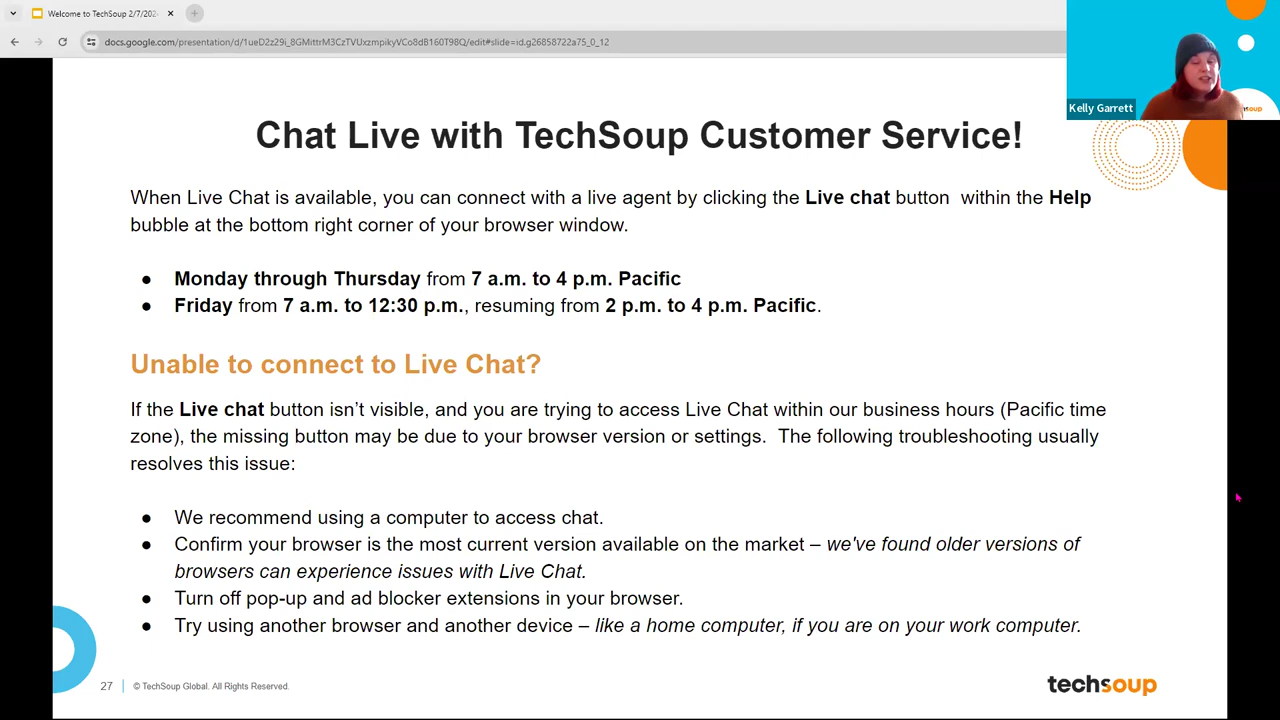 Welcome to TechSoup 2/7/202
docs.google.com/presentation/d/1ueD2z29i_8GMittrM3CzTVUxzmpikyVCo8dB160T98Q/edit#slide=id.g26858722a75_0_12
Kelly Garrett
Chat Live with TechSoup Customer Service!
When Live Chat is available, you can connect with a live agent by clicking the Live chat button within the Help
bubble at the bottom right corner of your browser window.
● Monday through Thursday from 7 a.m. to 4 p.m. Pacific
● Friday from 7 a.m. to 12:30 p.m., resuming from 2 p.m. to 4 p.m. Pacific.
Unable to connect to Live Chat?
If the Live chat button isn’t visible, and you are trying to access Live Chat within our business hours (Pacific time
zone), the missing button may be due to your browser version or settings. The following troubleshooting usually
resolves this issue:
● We recommend using a computer to access chat.
● Confirm your browser is the most current version available on the market – we've found older versions of
browsers can experience issues with Live Chat.
● Turn off pop-up and ad blocker extensions in your browser.
● Try using another browser and another device – like a home computer, if you are on your work computer.
27 © TechSoup Global. All Rights Reserved.
techsoup